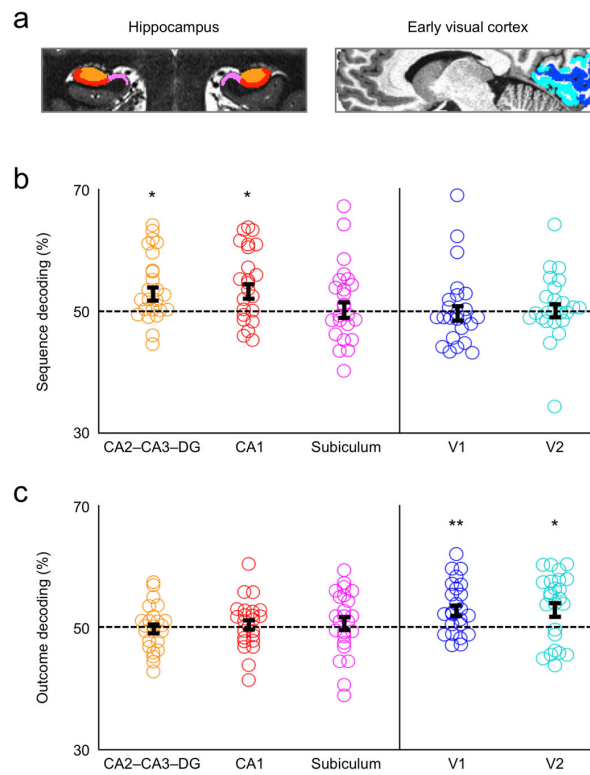 a
Hippocampus Early visual cortex
b
* *
70
50
30
Sequence decoding (%)
CA2–CA3–DG CA1 Subiculum V1 V2
c
** *
70
50
30
Outcome decoding (%)
CA2–CA3–DG CA1 Subiculum V1 V2